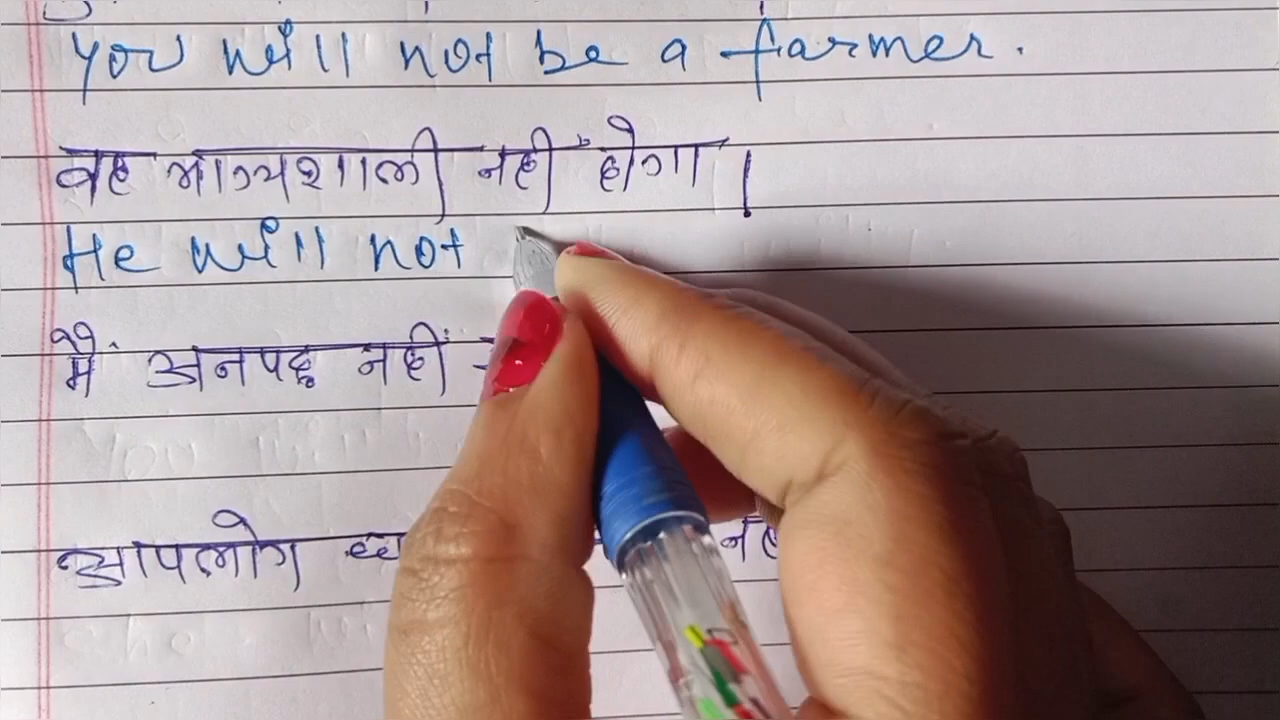 You will not be a farmer.
वह भाग्यशाली नहीं होगा।
He will not
मैं अनपढ़ नहीं
आपलोग